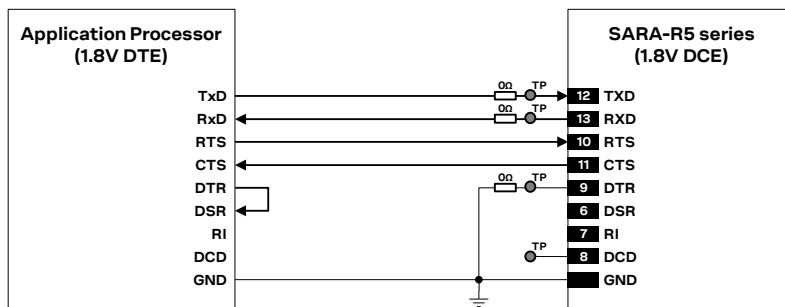 Application Processor
(1.8V DTE)
SARA-R5 series
(1.8V DCE)
TxD 0Ω TP 12 TXD
RxD 0Ω TP 13 RXD
RTS 10 RTS
CTS 11 CTS
DTR 0Ω TP 9 DTR
DSR 6 DSR
RI 7 RI
DCD TP 8 DCD
GND GND